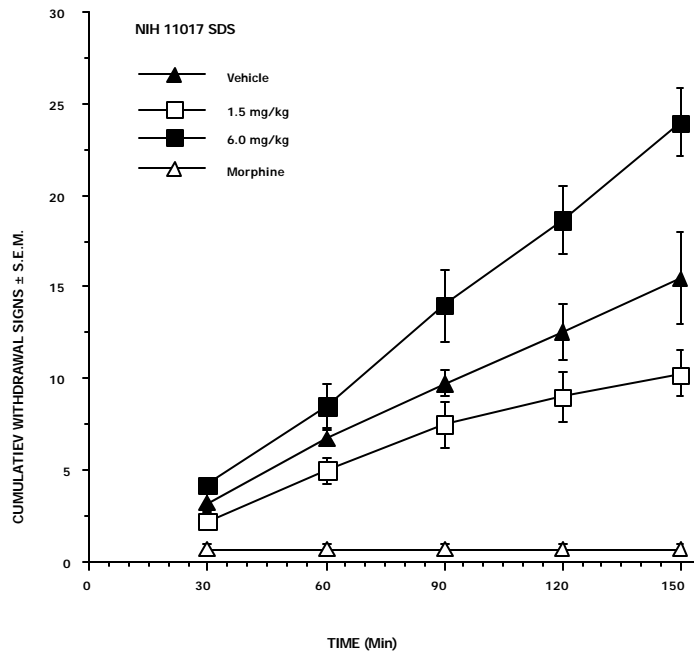 NIH 11017 SDS
Vehicle
1.5 mg/kg
6.0 mg/kg
Morphine
CUMULATIEV WITHDRAWAL SIGNS ± S.E.M.
30
25
20
15
10
5
0
0 30 60 90 120 150
TIME (Min)